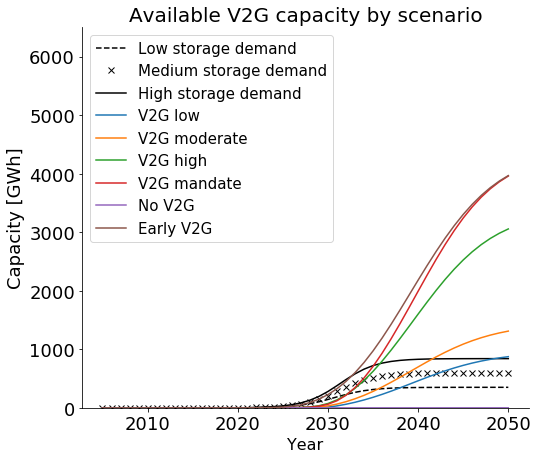 Available V2G capacity by scenario
Low storage demand
Medium storage demand
High storage demand
V2G low
V2G moderate
V2G high
V2G mandate
No V2G
Early V2G
Capacity [GWh]
6000
5000
4000
3000
2000
1000
0
2010 2020 2030 2040 2050
Year